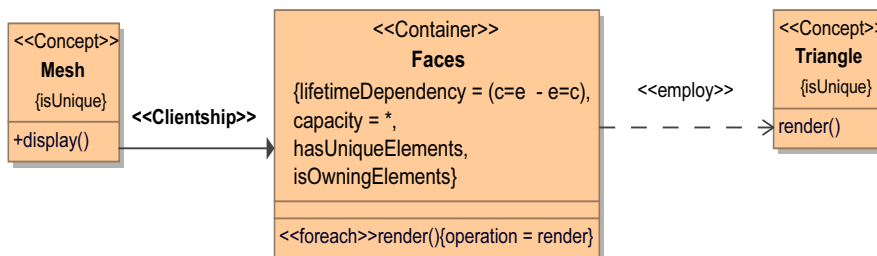 <<Concept>>
Mesh
{isUnique}
+display()
<<Clientship>>
<<Container>>
Faces
{lifetimeDependency = (c=e  - e=c),
capacity = *,
hasUniqueElements,
isOwningElements}
<<foreach>>render(){operation = render}
<<employ>>
<<Concept>>
Triangle
{isUnique}
render()